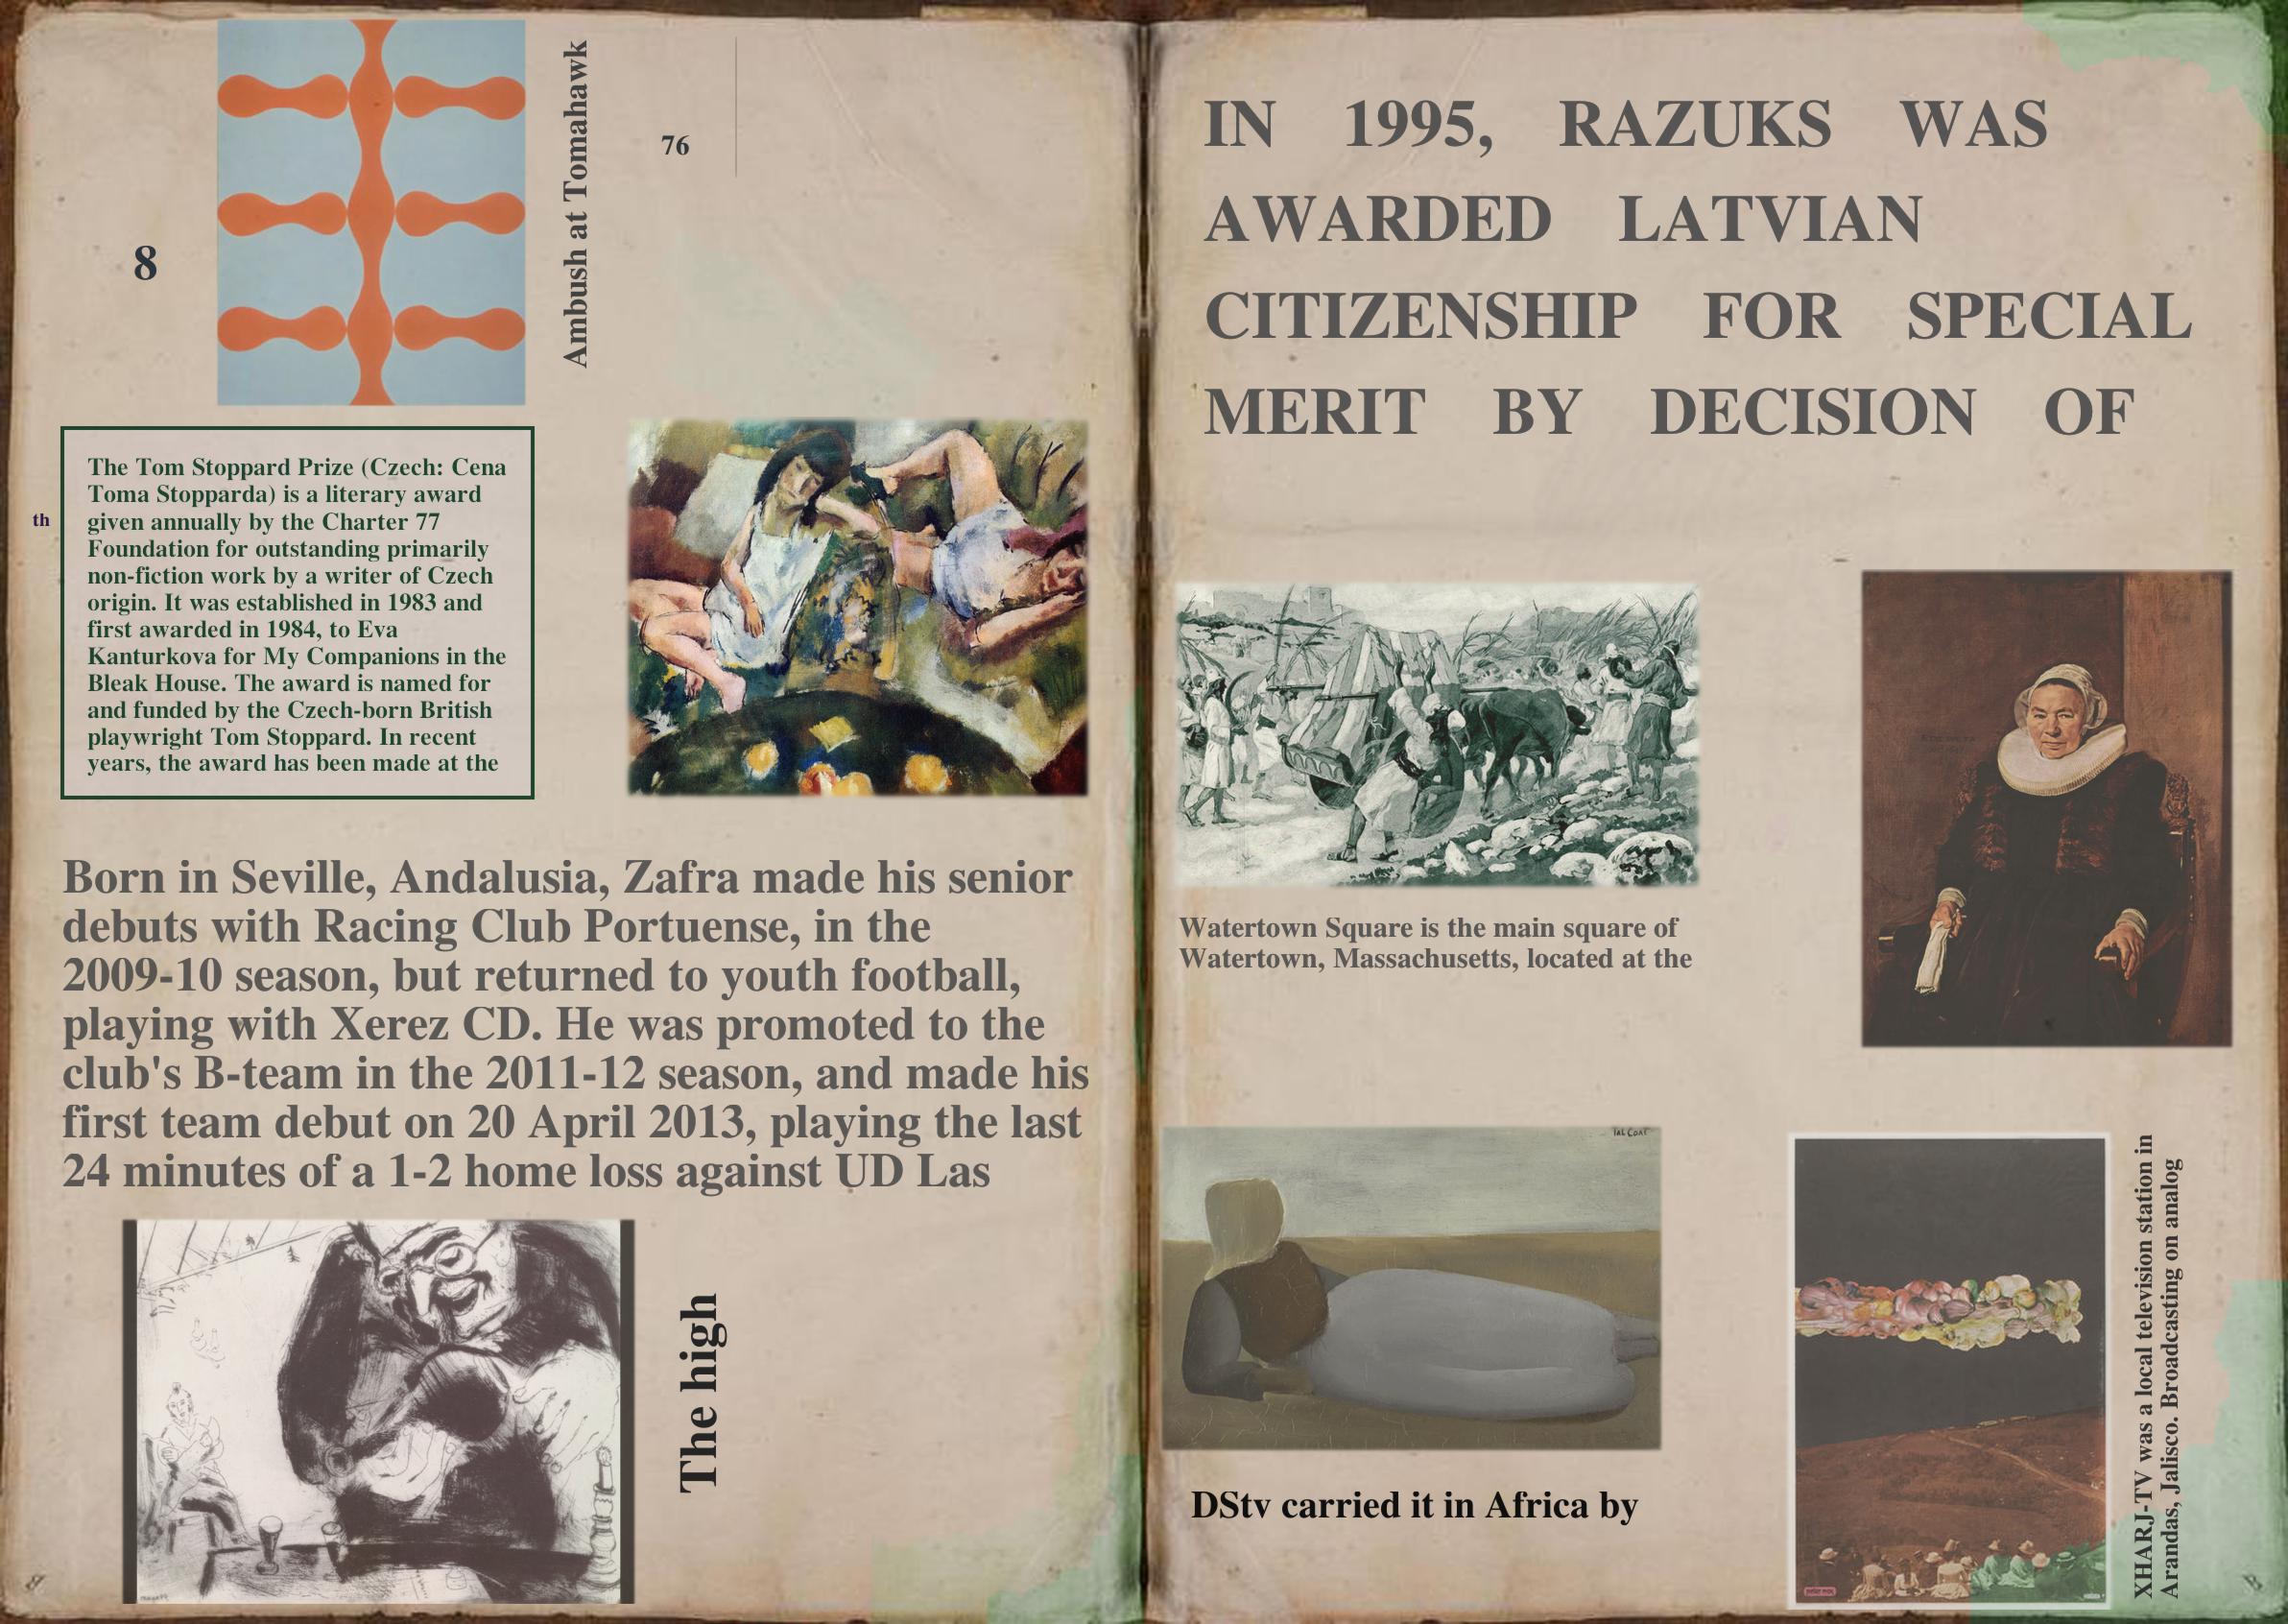 8
Ambush at Tomahawk
76
th
The Tom Stoppard Prize (Czech: Cena
Toma Stopparda) is a literary award
given annually by the Charter 77
Foundation for outstanding primarily
non-fiction work by a writer of Czech
origin. It was established in 1983 and
first awarded in 1984, to Eva
Kanturkova for My Companions in the
Bleak House. The award is named for
and funded by the Czech-born British
playwright Tom Stoppard. In recent
years, the award has been made at the
Born in Seville, Andalusia, Zafra made his senior
debuts with Racing Club Portuense, in the
2009-10 season, but returned to youth football,
playing with Xerez CD. He was promoted to the
club's B-team in the 2011-12 season, and made his
first team debut on 20 April 2013, playing the last
24 minutes of a 1-2 home loss against UD Las
The high
IN 1995, RAZUKS WAS
AWARDED LATVIAN
CITIZENSHIP FOR SPECIAL
MERIT BY DECISION OF
Watertown Square is the main square of
Watertown, Massachusetts, located at the
TAL COAT
DStv carried it in Africa by
XHARJ-TV was a local television station in
Arandas, Jalisco. Broadcasting on analog